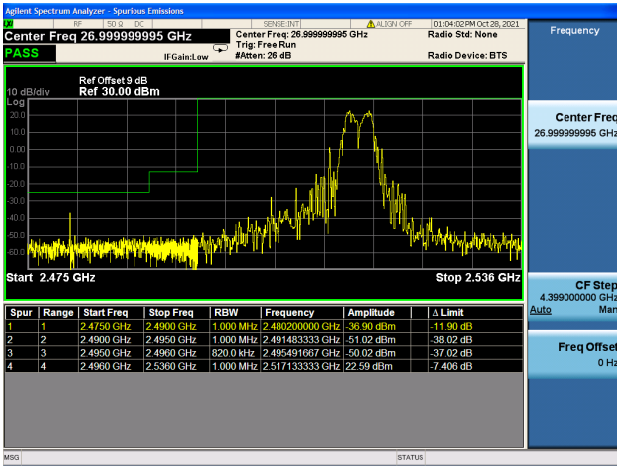 Agilent Spectrum Analyzer - Spurious Emissions
RF 50 Ω DC SENSE:INT ALIGN OFF 01:04:02 PM Oct 28, 2021
Center Freq 26.999999995 GHz
Center Freq: 26.999999995 GHz
Radio Std: None
Trig: Free Run
PASS
IFGain:Low
#Atten: 26 dB
Radio Device: BTS
Ref Offset 9 dB
10 dB/div Ref 30.00 dBm
Log
20.0
10.0
0.00
-10.0
-20.0
-30.0
-40.0
-50.0
-60.0
Start 2.475 GHz
Stop 2.536 GHz
Spur Range Start Freq Stop Freq RBW Frequency Amplitude Δ Limit
1 1 2.4750 GHz 2.4900 GHz 1.000 MHz 2.480200000 GHz -36.90 dBm -11.90 dB
2 2 2.4900 GHz 2.4950 GHz 1.000 MHz 2.491483333 GHz -51.02 dBm -38.02 dB
3 3 2.4950 GHz 2.4960 GHz 820.0 kHz 2.495491667 GHz -50.02 dBm -37.02 dB
4 4 2.4960 GHz 2.5360 GHz 1.000 MHz 2.517133333 GHz 22.59 dBm -7.406 dB
Frequency
Center Freq
26.999999995 GHz
CF Step
4.399000000 GHz
Auto Man
Freq Offset
0 Hz
MSG
STATUS